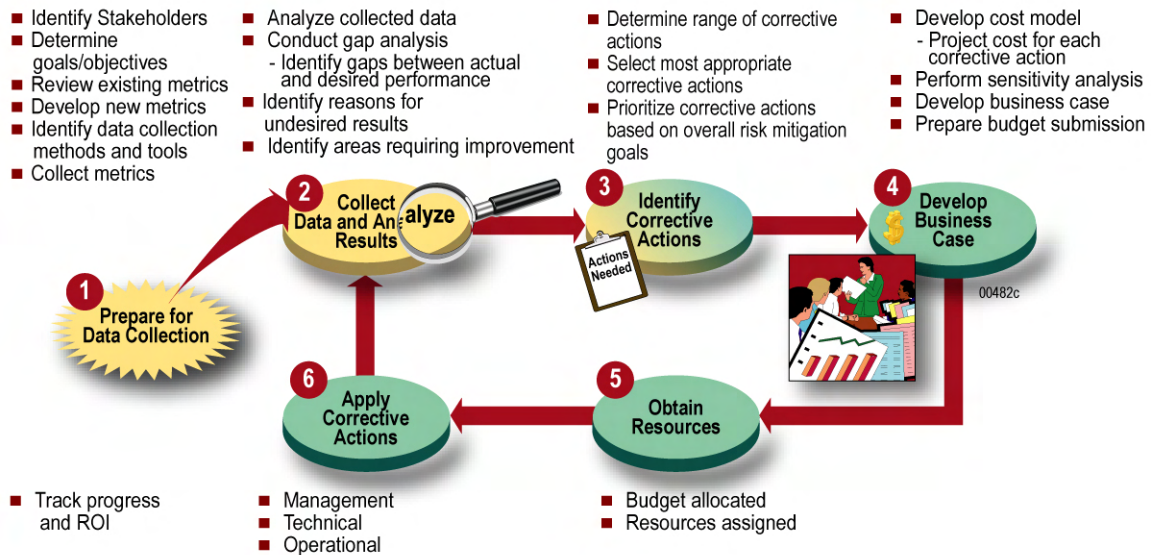 Identify Stakeholders
Determine
goals/objectives
Review existing metrics
Develop new metrics
Identify data collection
methods and tools
Collect metrics
Analyze collected data
Conduct gap analysis
- Identify gaps between actual
and desired performance
Identify reasons for
undesired results
Identify areas requiring improvement
Determine range of corrective
actions
Select most appropriate
corrective actions
Prioritize corrective actions
based on overall risk mitigation
goals
Develop cost model
- Project cost for each
corrective action
Perform sensitivity analysis
Develop business case
Prepare budget submission
1
Prepare for
Data Collection
2
Collect
Data and Analyze
Results
3
Identify
Corrective
Actions
Actions
Needed
4
$
Develop
Business
Case
00482c
5
Obtain
Resources
6
Apply
Corrective
Actions
Track progress
and ROI
Management
Technical
Operational
Budget allocated
Resources assigned